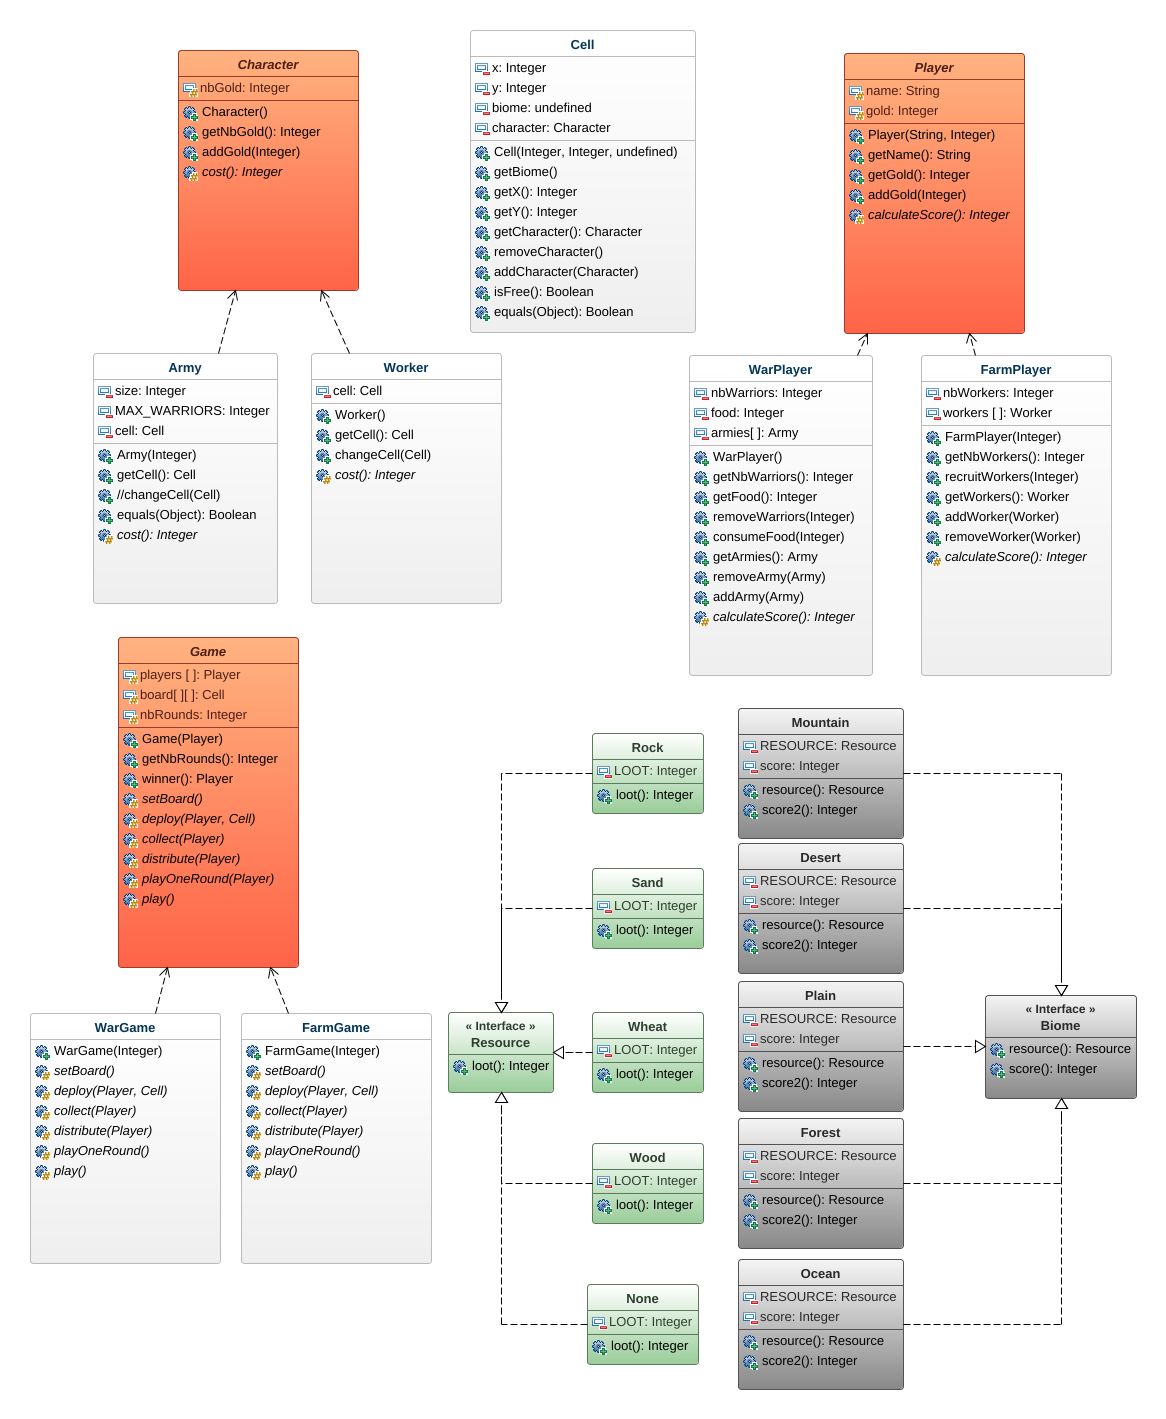 Character
nbGold: Integer
Character()
getNbGold(): Integer
addGold(Integer)
cost(): Integer
Cell
x: Integer
y: Integer
biome: undefined
character: Character
Cell(Integer, Integer, undefined)
getBiome()
getX(): Integer
getY(): Integer
getCharacter(): Character
removeCharacter()
addCharacter(Character)
isFree(): Boolean
equals(Object): Boolean
Player
name: String
gold: Integer
Player(String, Integer)
getName(): String
getGold(): Integer
addGold(Integer)
calculateScore(): Integer
Army
size: Integer
MAX_WARRIORS: Integer
cell: Cell
Army(Integer)
getCell(): Cell
//changeCell(Cell)
equals(Object): Boolean
cost(): Integer
Worker
cell: Cell
Worker()
getCell(): Cell
changeCell(Cell)
cost(): Integer
WarPlayer
nbWarriors: Integer
food: Integer
armies[ ]: Army
WarPlayer()
getNbWarriors(): Integer
getFood(): Integer
removeWarriors(Integer)
consumeFood(Integer)
getArmies(): Army
removeArmy(Army)
addArmy(Army)
calculateScore(): Integer
FarmPlayer
nbWorkers: Integer
workers [ ]: Worker
FarmPlayer(Integer)
getNbWorkers(): Integer
recruitWorkers(Integer)
getWorkers(): Worker
addWorker(Worker)
removeWorker(Worker)
calculateScore(): Integer
Game
players [ ]: Player
board[ ][ ]: Cell
nbRounds: Integer
Game(Player)
getNbRounds(): Integer
winner(): Player
setBoard()
deploy(Player, Cell)
collect(Player)
distribute(Player)
playOneRound(Player)
play()
WarGame
WarGame(Integer)
setBoard()
deploy(Player, Cell)
collect(Player)
distribute(Player)
playOneRound()
play()
FarmGame
FarmGame(Integer)
setBoard()
deploy(Player, Cell)
collect(Player)
distribute(Player)
playOneRound()
play()
« Interface »
Resource
loot(): Integer
Rock
LOOT: Integer
loot(): Integer
Sand
LOOT: Integer
loot(): Integer
Wheat
LOOT: Integer
loot(): Integer
Wood
LOOT: Integer
loot(): Integer
None
LOOT: Integer
loot(): Integer
Mountain
RESOURCE: Resource
score: Integer
resource(): Resource
score2(): Integer
Desert
RESOURCE: Resource
score: Integer
resource(): Resource
score2(): Integer
Plain
RESOURCE: Resource
score: Integer
resource(): Resource
score2(): Integer
Forest
RESOURCE: Resource
score: Integer
resource(): Resource
score2(): Integer
Ocean
RESOURCE: Resource
score: Integer
resource(): Resource
score2(): Integer
« Interface »
Biome
resource(): Resource
score(): Integer